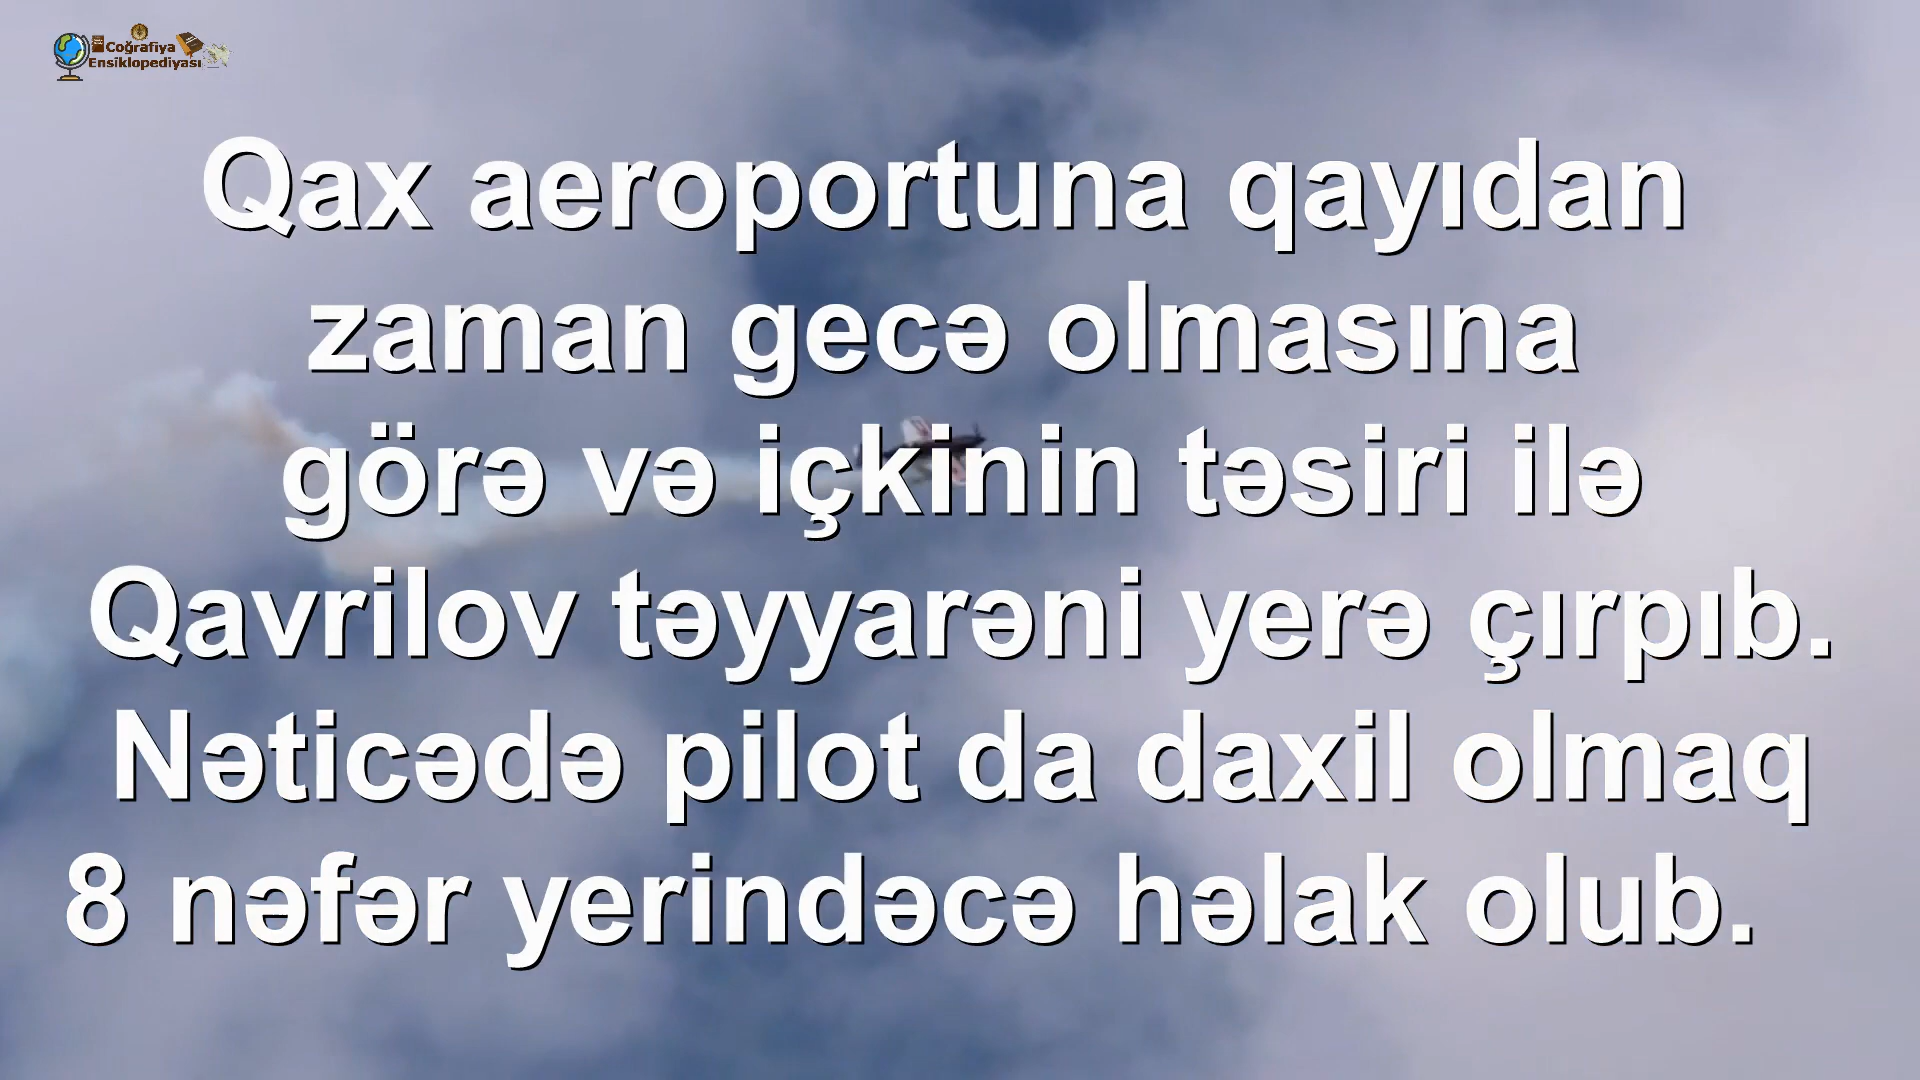 Coğrafiya
Ensiklopediyası
Qax aeroportuna qayıdan
zaman gecə olmasına
görə və içkinin təsiri ilə
Qavrilov təyyarəni yerə çırpıb.
Nəticədə pilot da daxil olmaq
8 nəfər yerindəcə həlak olub.